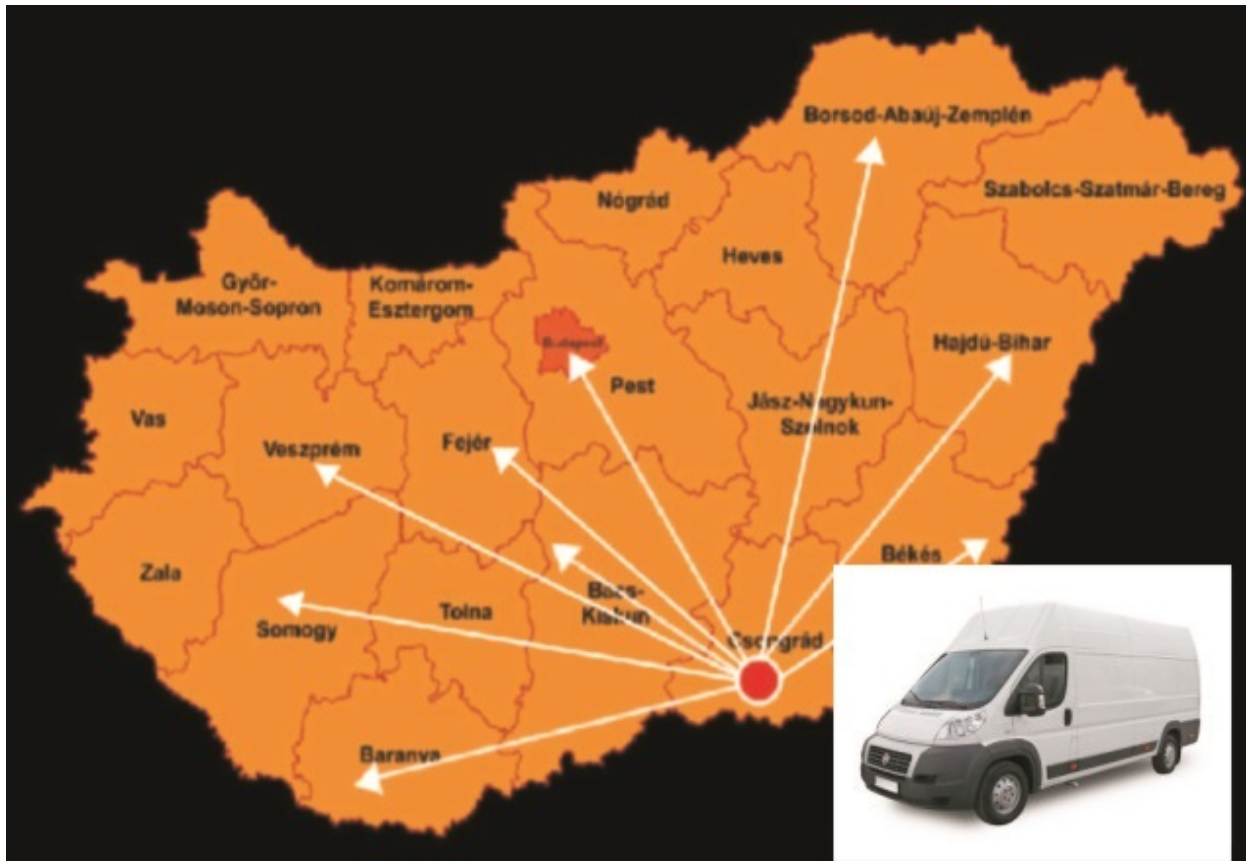 Borsod-Abaúj-Zemplén
Szabolcs-Szatmár-Bereg
Nógrád
Heves
Győr-
Moson-Sopron
Komárom-
Esztergom
Budapest
Hajdú-Bihar
Pest
Jász-Nagykun-
Szolnok
Vas
Veszprém
Fejér
Békés
Zala
Tolna
Bács-
Kiskun
Somogy
Csongrád
Baranya